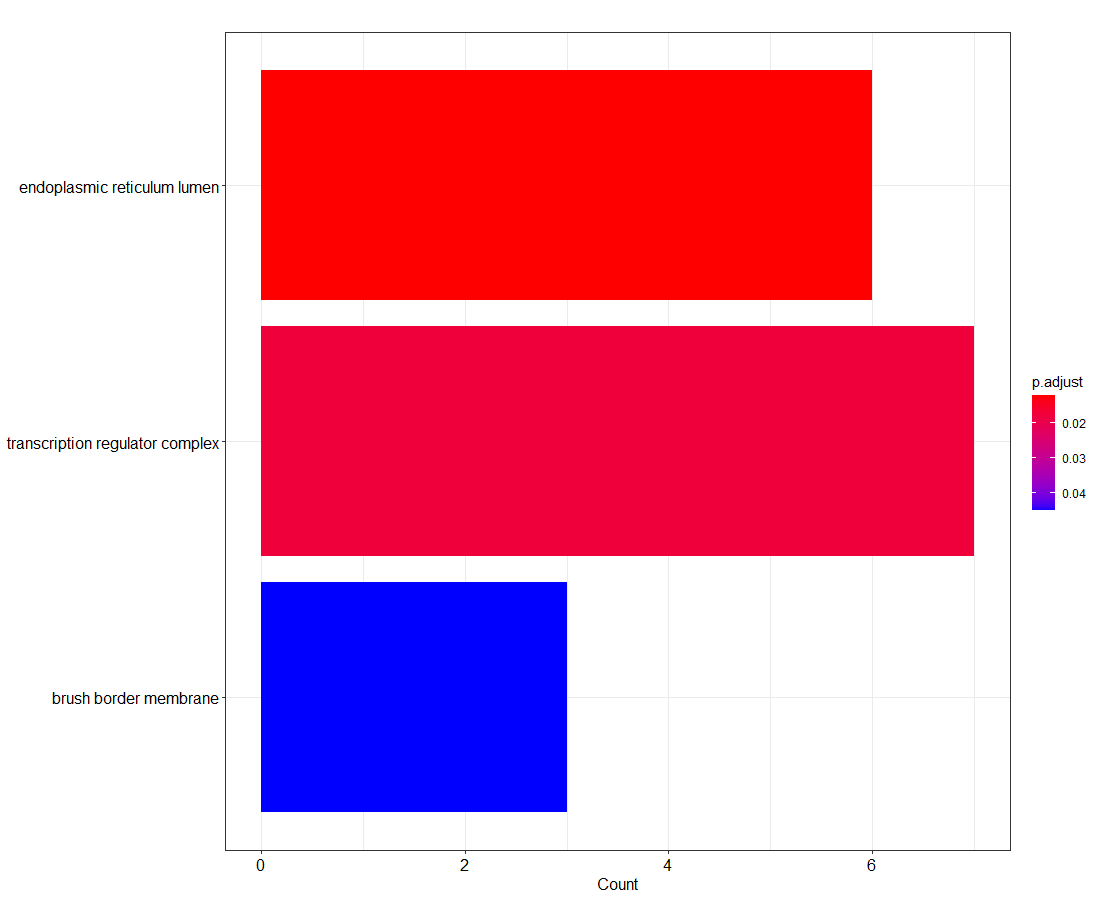 endoplasmic reticulum lumen
transcription regulator complex
brush border membrane
0 2 4 6
Count
p.adjust
0.02
0.03
0.04